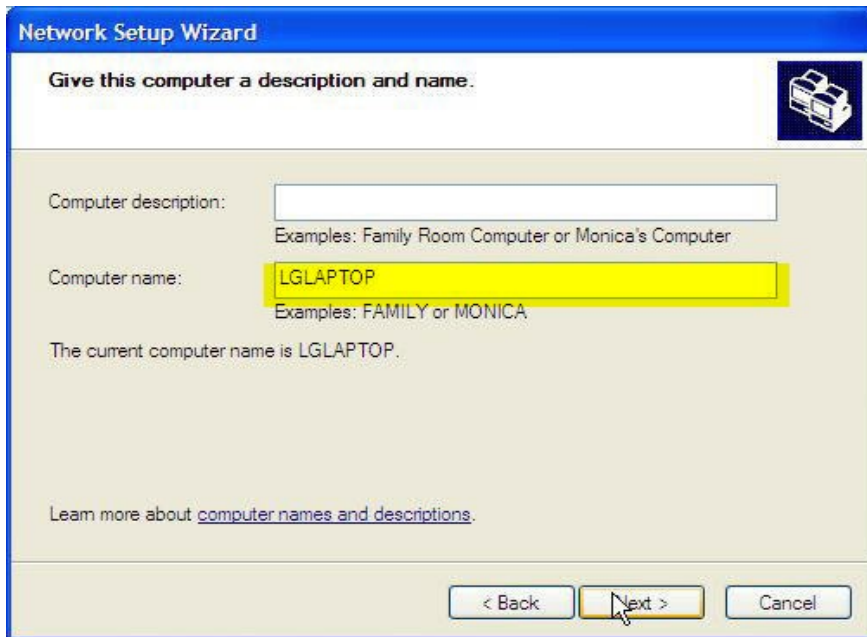 Network Setup Wizard
Give this computer a description and name.
Computer description:
Examples: Family Room Computer or Monica's Computer
Computer name: LGLAPTOP
Examples: FAMILY or MONICA
The current computer name is LGLAPTOP.
Learn more about computer names and descriptions.
< Back Next > Cancel